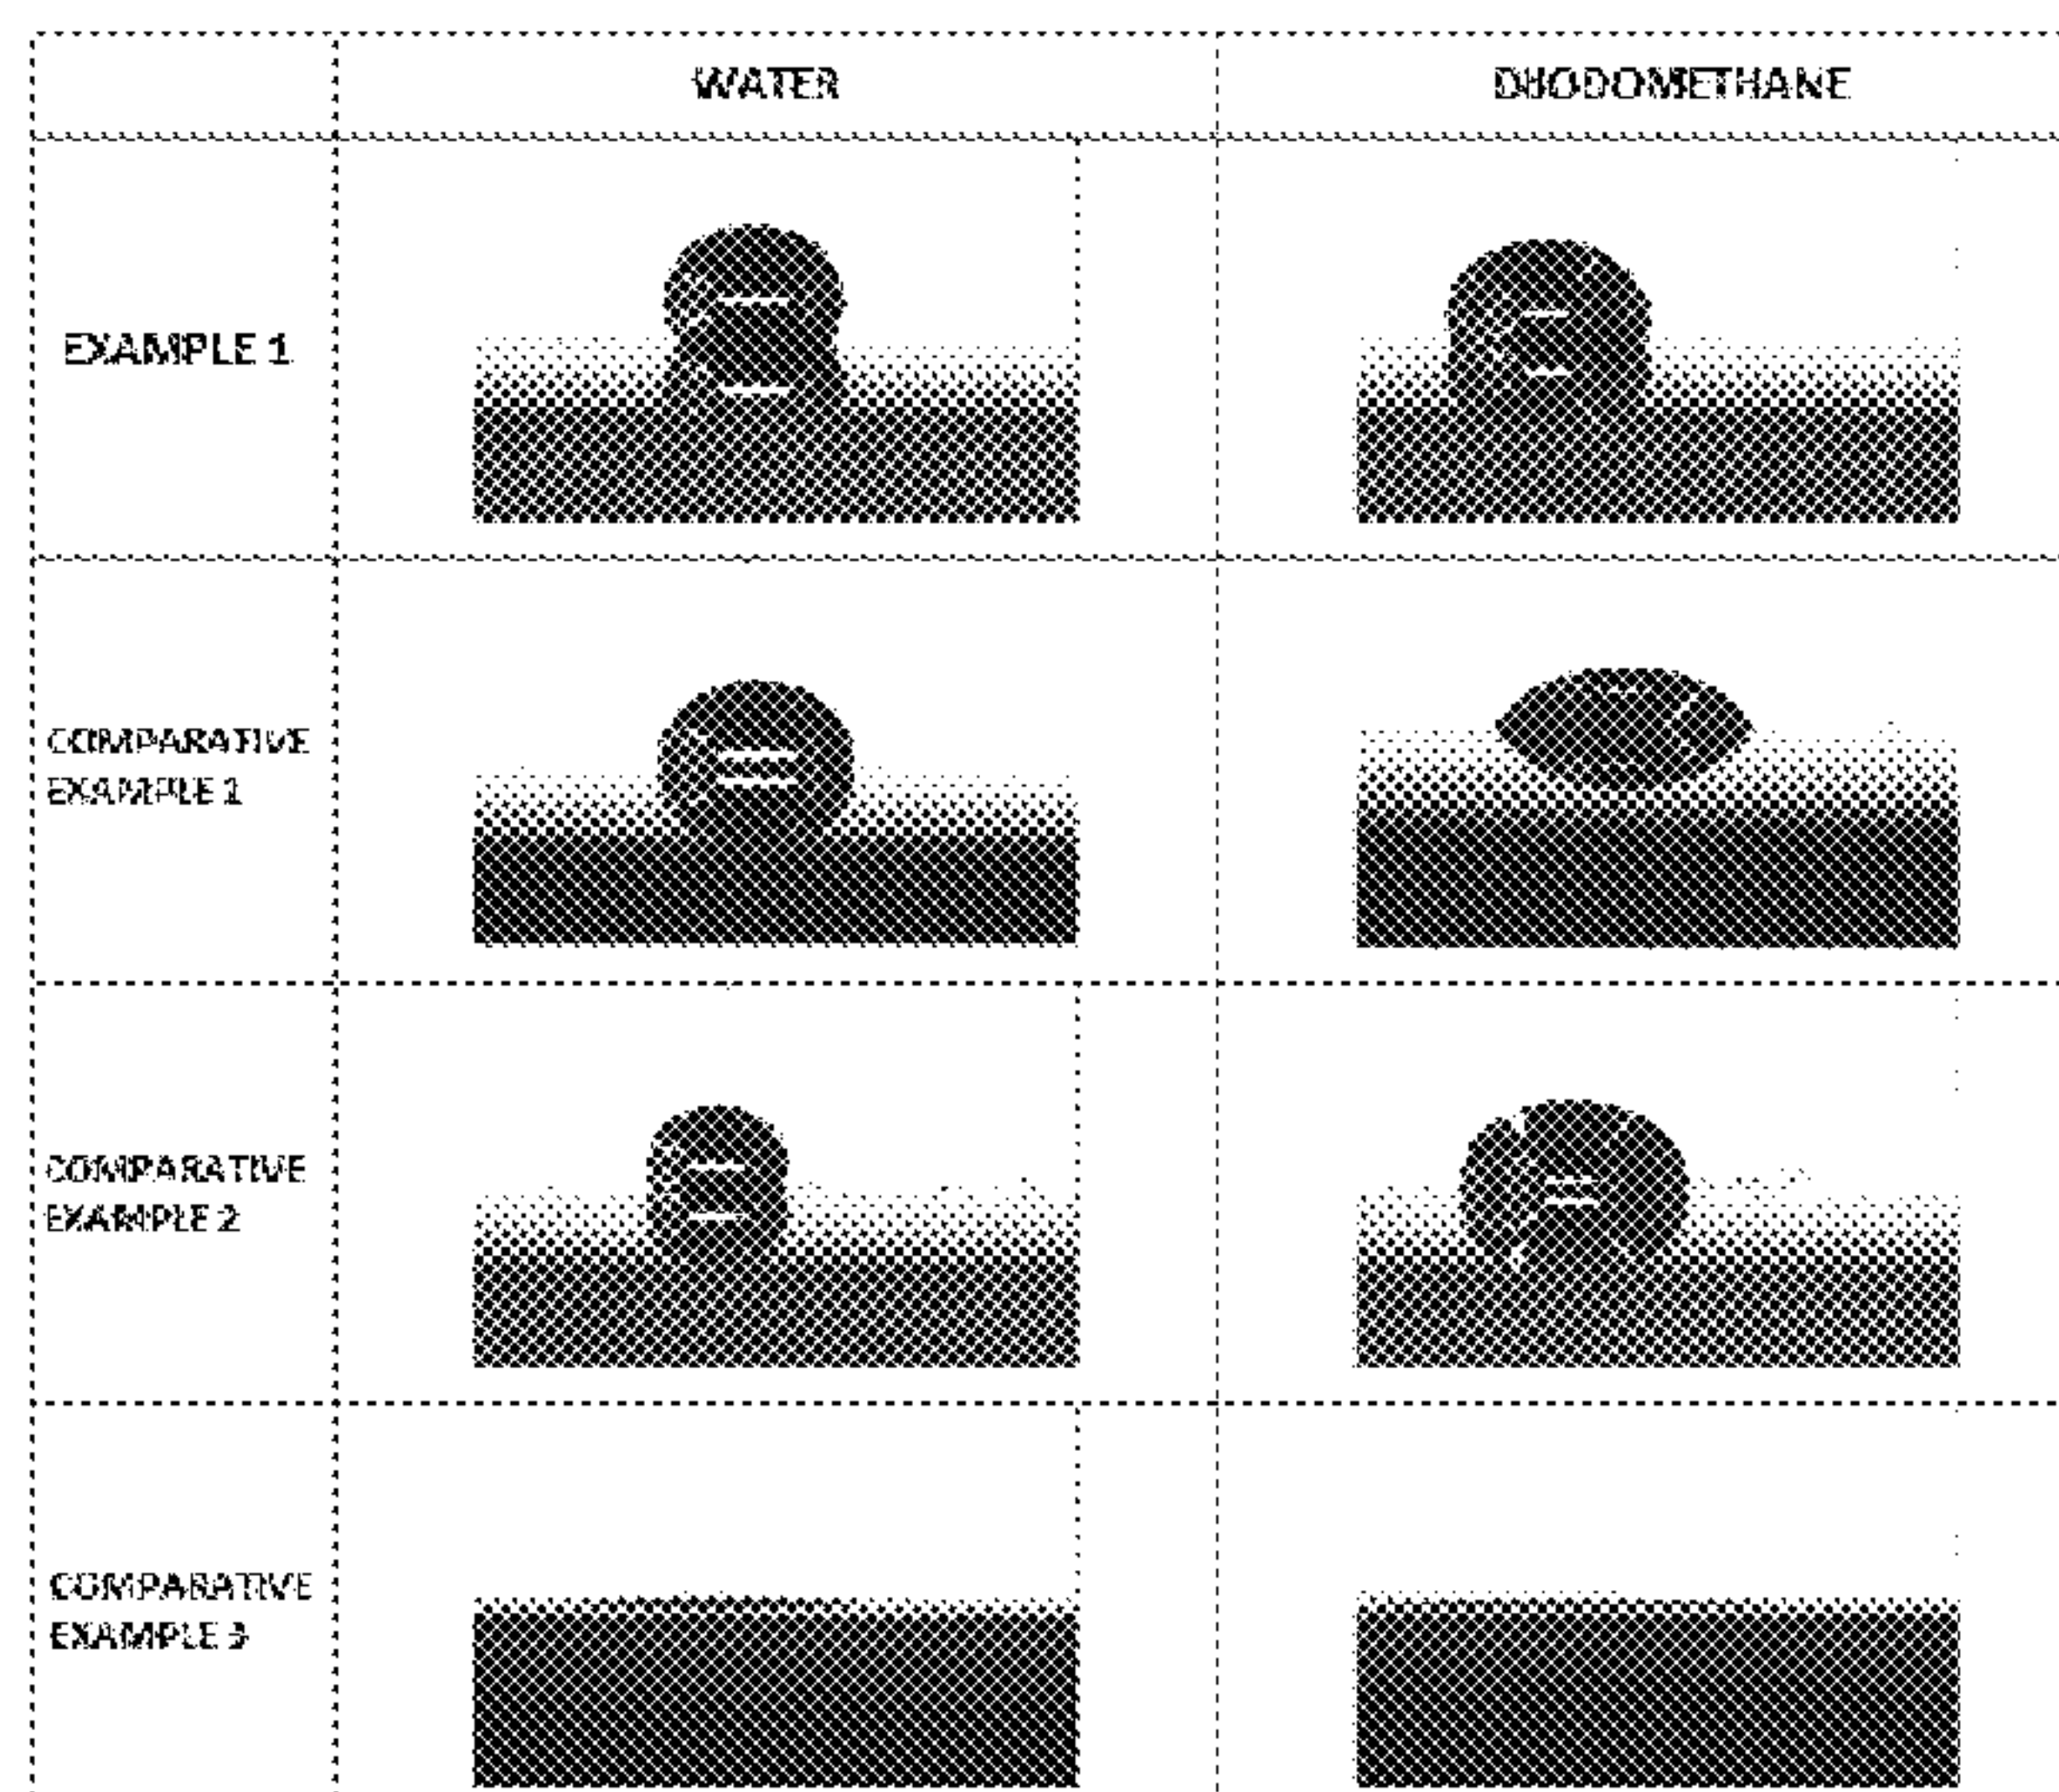 WATER
DIIODOMETHANE
EXAMPLE 1
COMPARATIVE
EXAMPLE 1
COMPARATIVE
EXAMPLE 2
COMPARATIVE
EXAMPLE 3